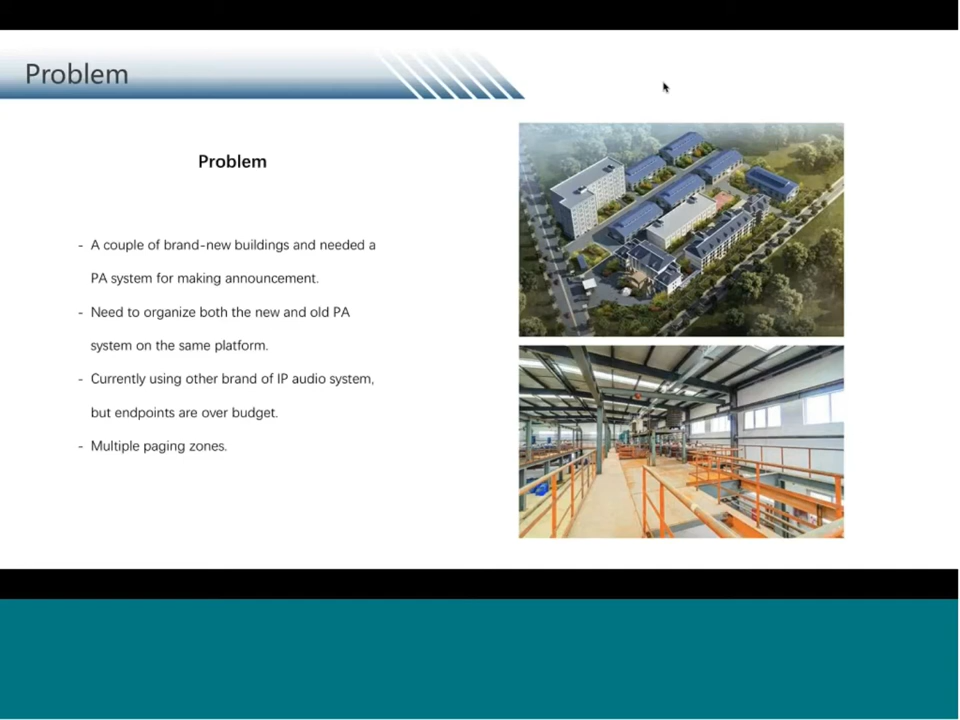 Problem
Problem
- A couple of brand-new buildings and needed a
PA system for making announcement.
- Need to organize both the new and old PA
system on the same platform.
- Currently using other brand of IP audio system,
but endpoints are over budget.
- Multiple paging zones.